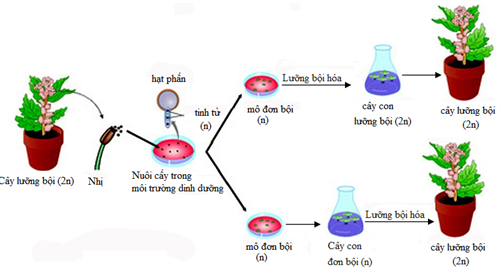 Cây lưỡng bội (2n)
Nhị
hạt phấn
tinh tử
(n)
Nuôi cấy trong
môi trường dinh dưỡng
mô đơn bội
(n)
Lưỡng bội hóa
cây con
lưỡng bội (2n)
cây lưỡng bội
(2n)
mô đơn bội
(n)
Cây con
đơn bội (n)
Lưỡng bội hóa
cây lưỡng bội
(2n)